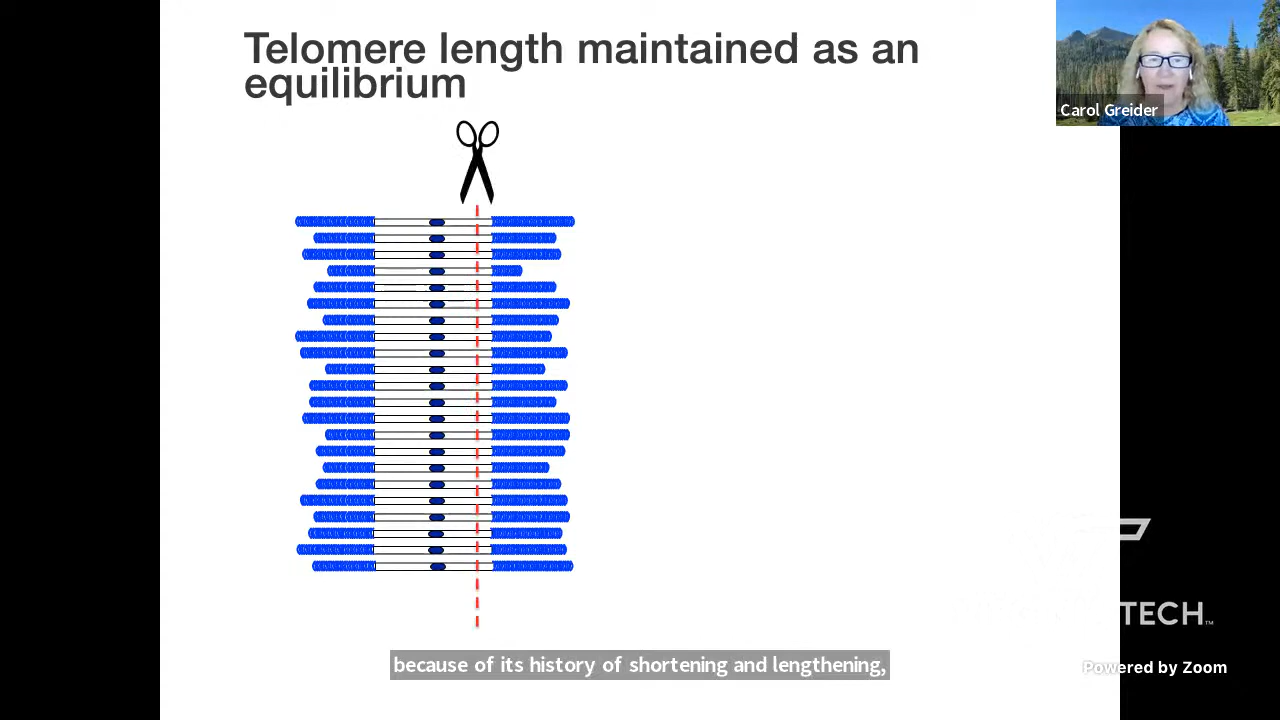 Telomere length maintained as an
equilibrium
Carol Greider
because of its history of shortening and lengthening,
TECH™
Powered by Zoom